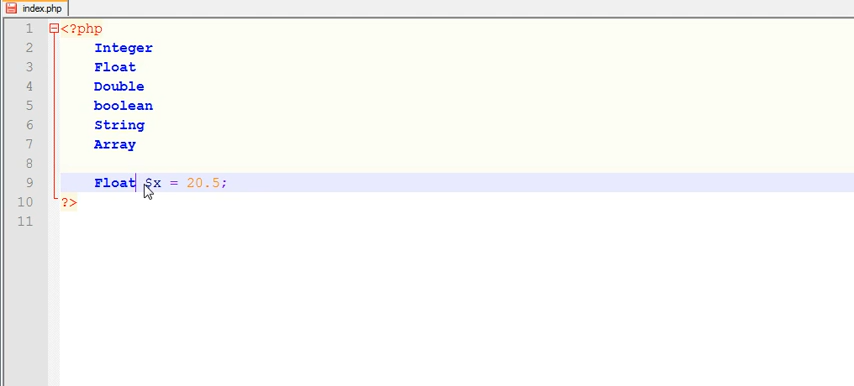 index.php
1 <?php
2 Integer
3 Float
4 Double
5 boolean
6 String
7 Array
8
9 Float $x = 20.5;
10 ?>
11